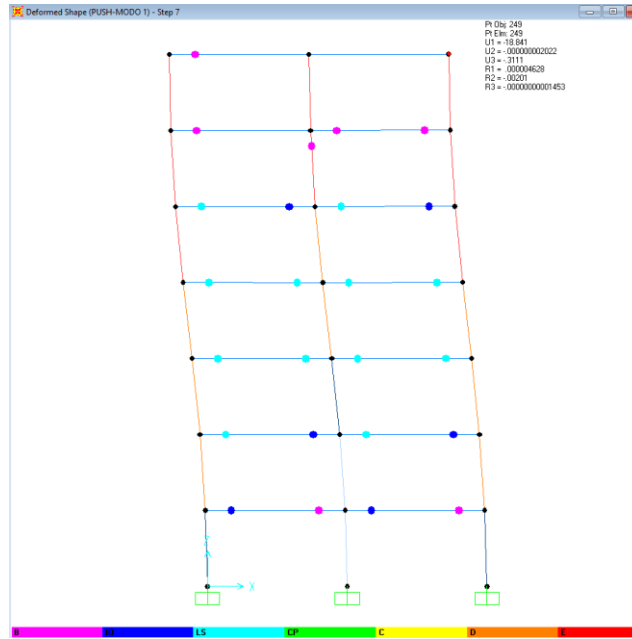 Deformed Shape (PUSH-MODO 1) - Step 7
Pt Obj: 249
Pt Elm: 249
U1 = -18.841
U2 = -.000000002022
U3 = -.3111
R1 = .000004628
R2 = -.00201
R3 = -.00000000001453
X
B IO LS CP C D E